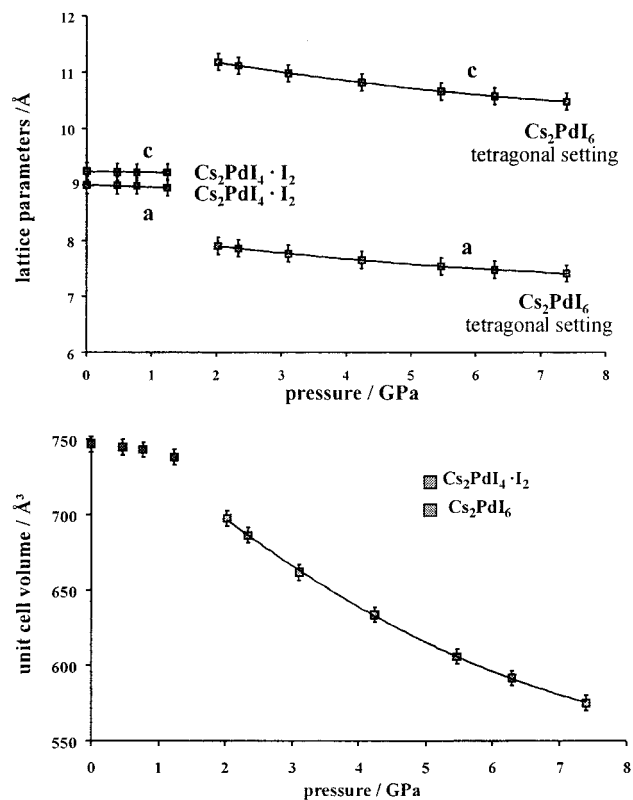 12
11
10
9
8
7
6
lattice parameters /Å
c
Cs₂PdI₆
tetragonal setting
c
Cs₂PdI₄ · I₂
Cs₂PdI₄ · I₂
a
a
Cs₂PdI₆
tetragonal setting
0 1 2 3 4 5 6 7 8
pressure / GPa
750
700
650
600
550
unit cell volume / Å³
Cs₂PdI₄ · I₂
Cs₂PdI₆
0 1 2 3 4 5 6 7 8
pressure / GPa